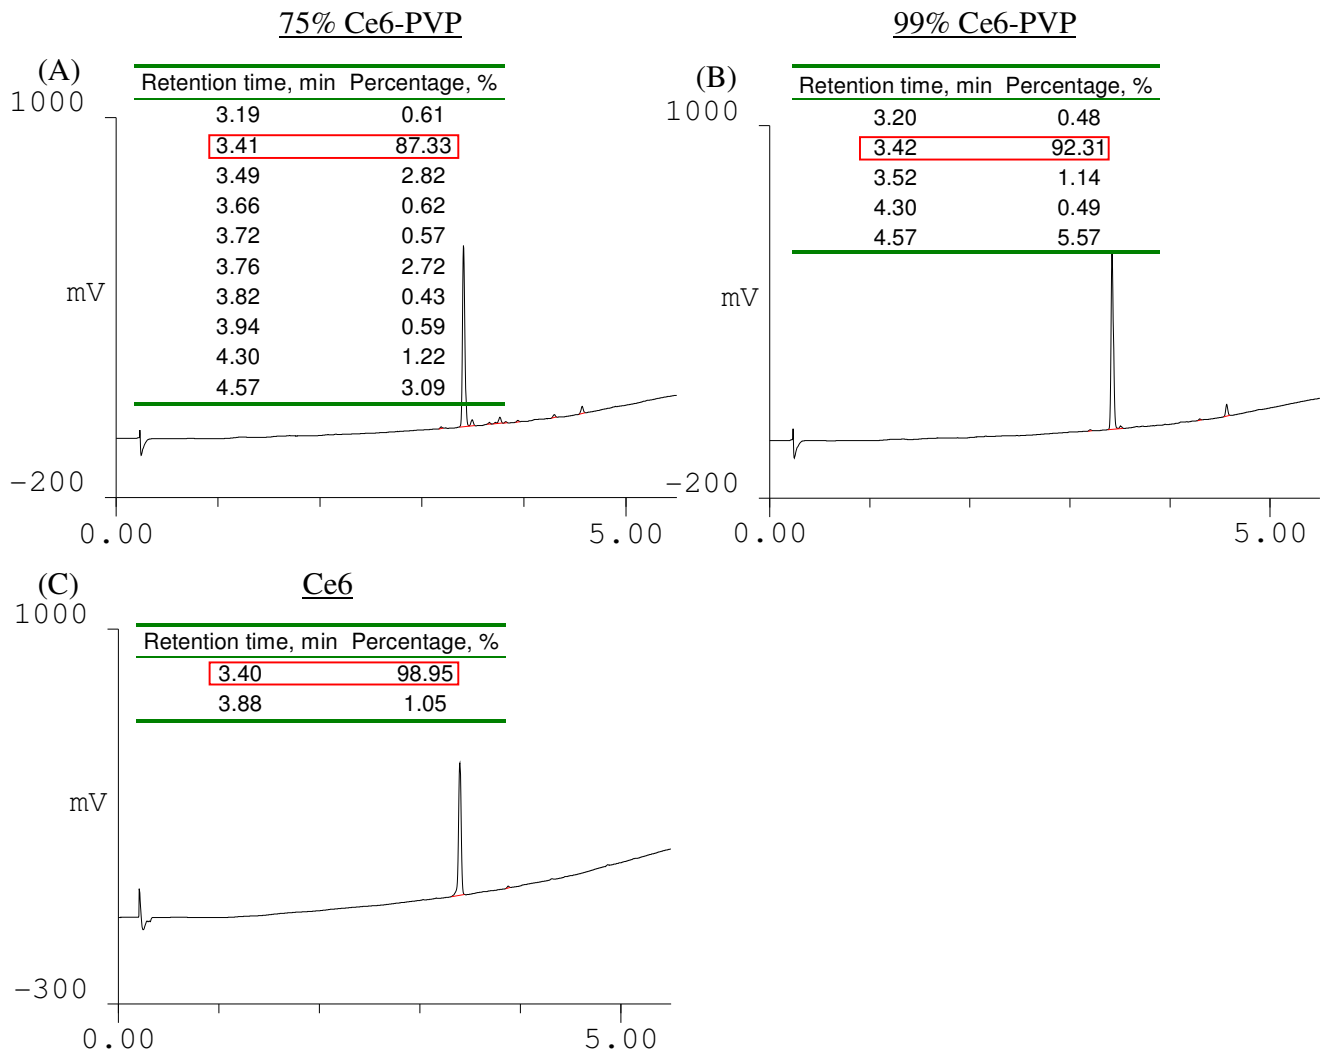 75% Ce6-PVP
99% Ce6-PVP
(A)
Retention time, min Percentage, %
3.19 0.61
3.41 87.33
3.49 2.82
3.66 0.62
3.72 0.57
3.76 2.72
3.82 0.43
3.94 0.59
4.30 1.22
4.57 3.09
1000
mV
-200
0.00 5.00
(B)
Retention time, min Percentage, %
3.20 0.48
3.42 92.31
3.52 1.14
4.30 0.49
4.57 5.57
1000
mV
-200
0.00 5.00
(C)
Ce6
Retention time, min Percentage, %
3.40 98.95
3.88 1.05
1000
mV
-300
0.00 5.00